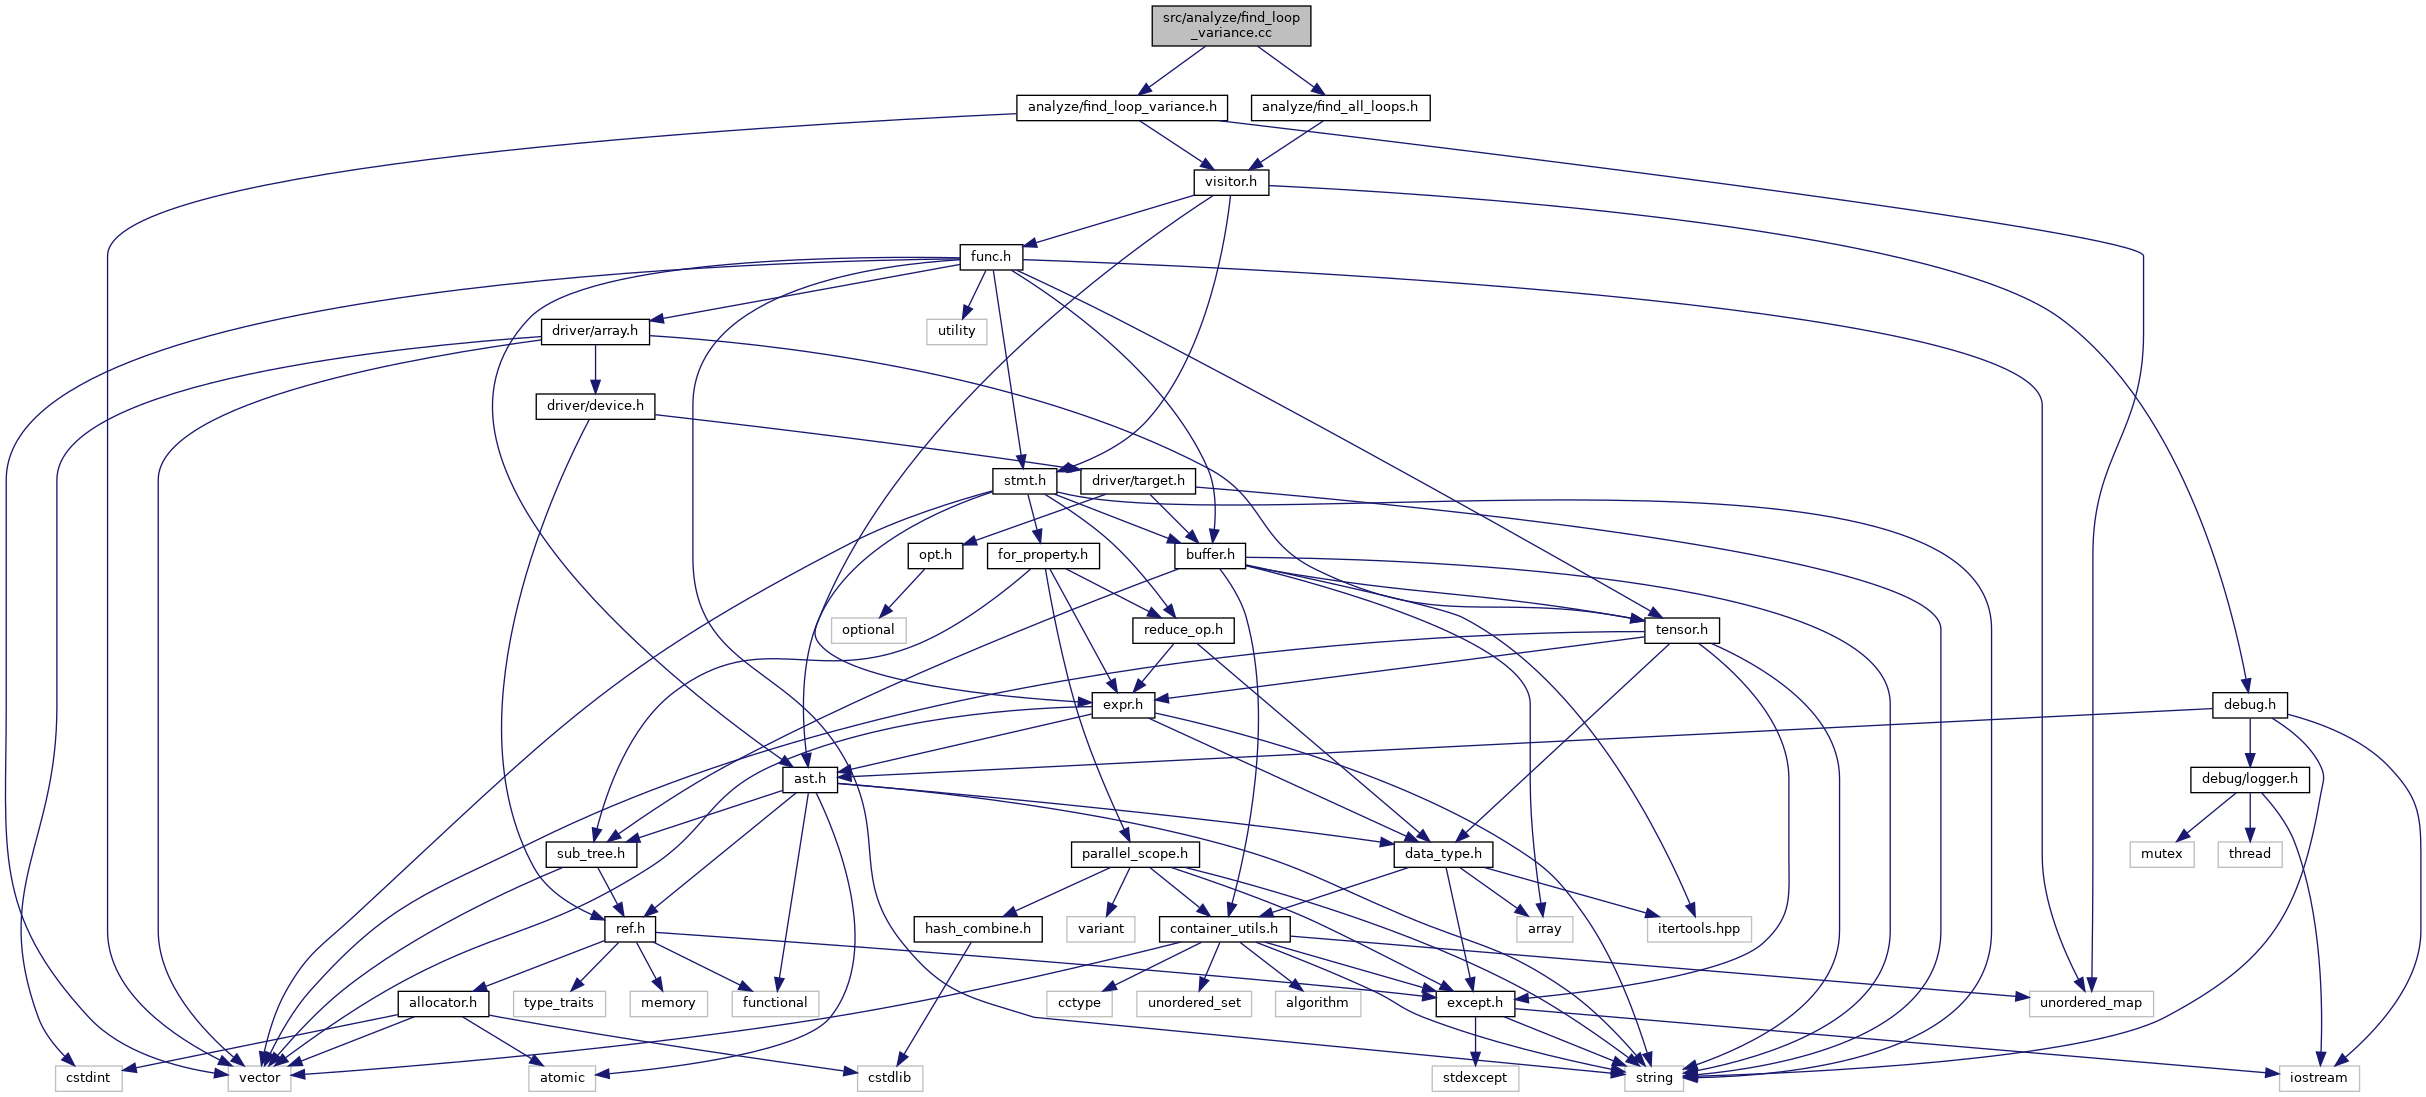 src/analyze/find_loop
_variance.cc
analyze/find_loop_variance.h
analyze/find_all_loops.h
visitor.h
func.h
driver/array.h
utility
driver/device.h
stmt.h
driver/target.h
opt.h
for_property.h
buffer.h
optional
reduce_op.h
tensor.h
expr.h
debug.h
ast.h
debug/logger.h
sub_tree.h
parallel_scope.h
data_type.h
mutex
thread
ref.h
hash_combine.h
variant
container_utils.h
array
itertools.hpp
allocator.h
type_traits
memory
functional
cctype
unordered_set
algorithm
except.h
unordered_map
cstdint
vector
atomic
cstdlib
stdexcept
string
iostream